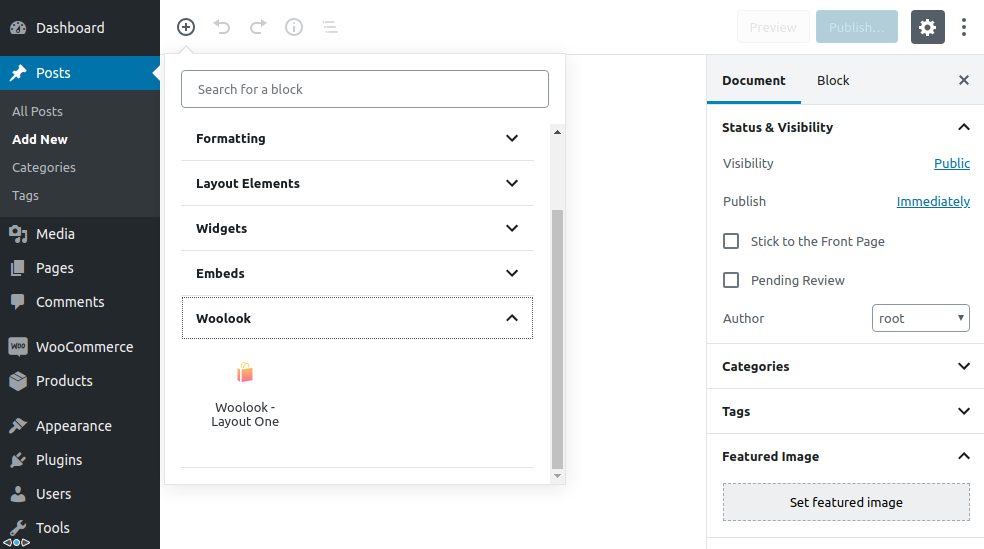 Dashboard
Posts
All Posts
Add New
Categories
Tags
Media
Pages
Comments
WOO
WooCommerce
Products
Appearance
Plugins
Users
Tools
Search for a block
Formatting
Layout Elements
Widgets
Embeds
Woolook
Woolook -
Layout One
Preview
Publish...
Document
Block
Status & Visibility
Visibility
Public
Publish
Immediately
Stick to the Front Page
Pending Review
Author
root
Categories
Tags
Featured Image
Set featured image